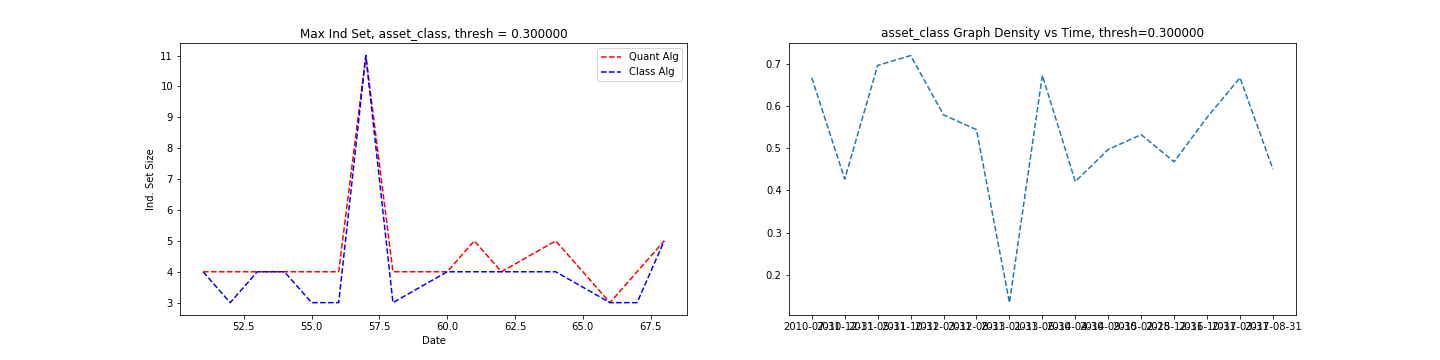 Max Ind Set, asset_class, thresh = 0.300000
Quant Alg
Class Alg
11
10
9
8
7
6
5
4
3
Ind. Set Size
52.5 55.0 57.5 60.0 62.5 65.0 67.5
Date
asset_class Graph Density vs Time, thresh=0.300000
0.7
0.6
0.5
0.4
0.3
0.2